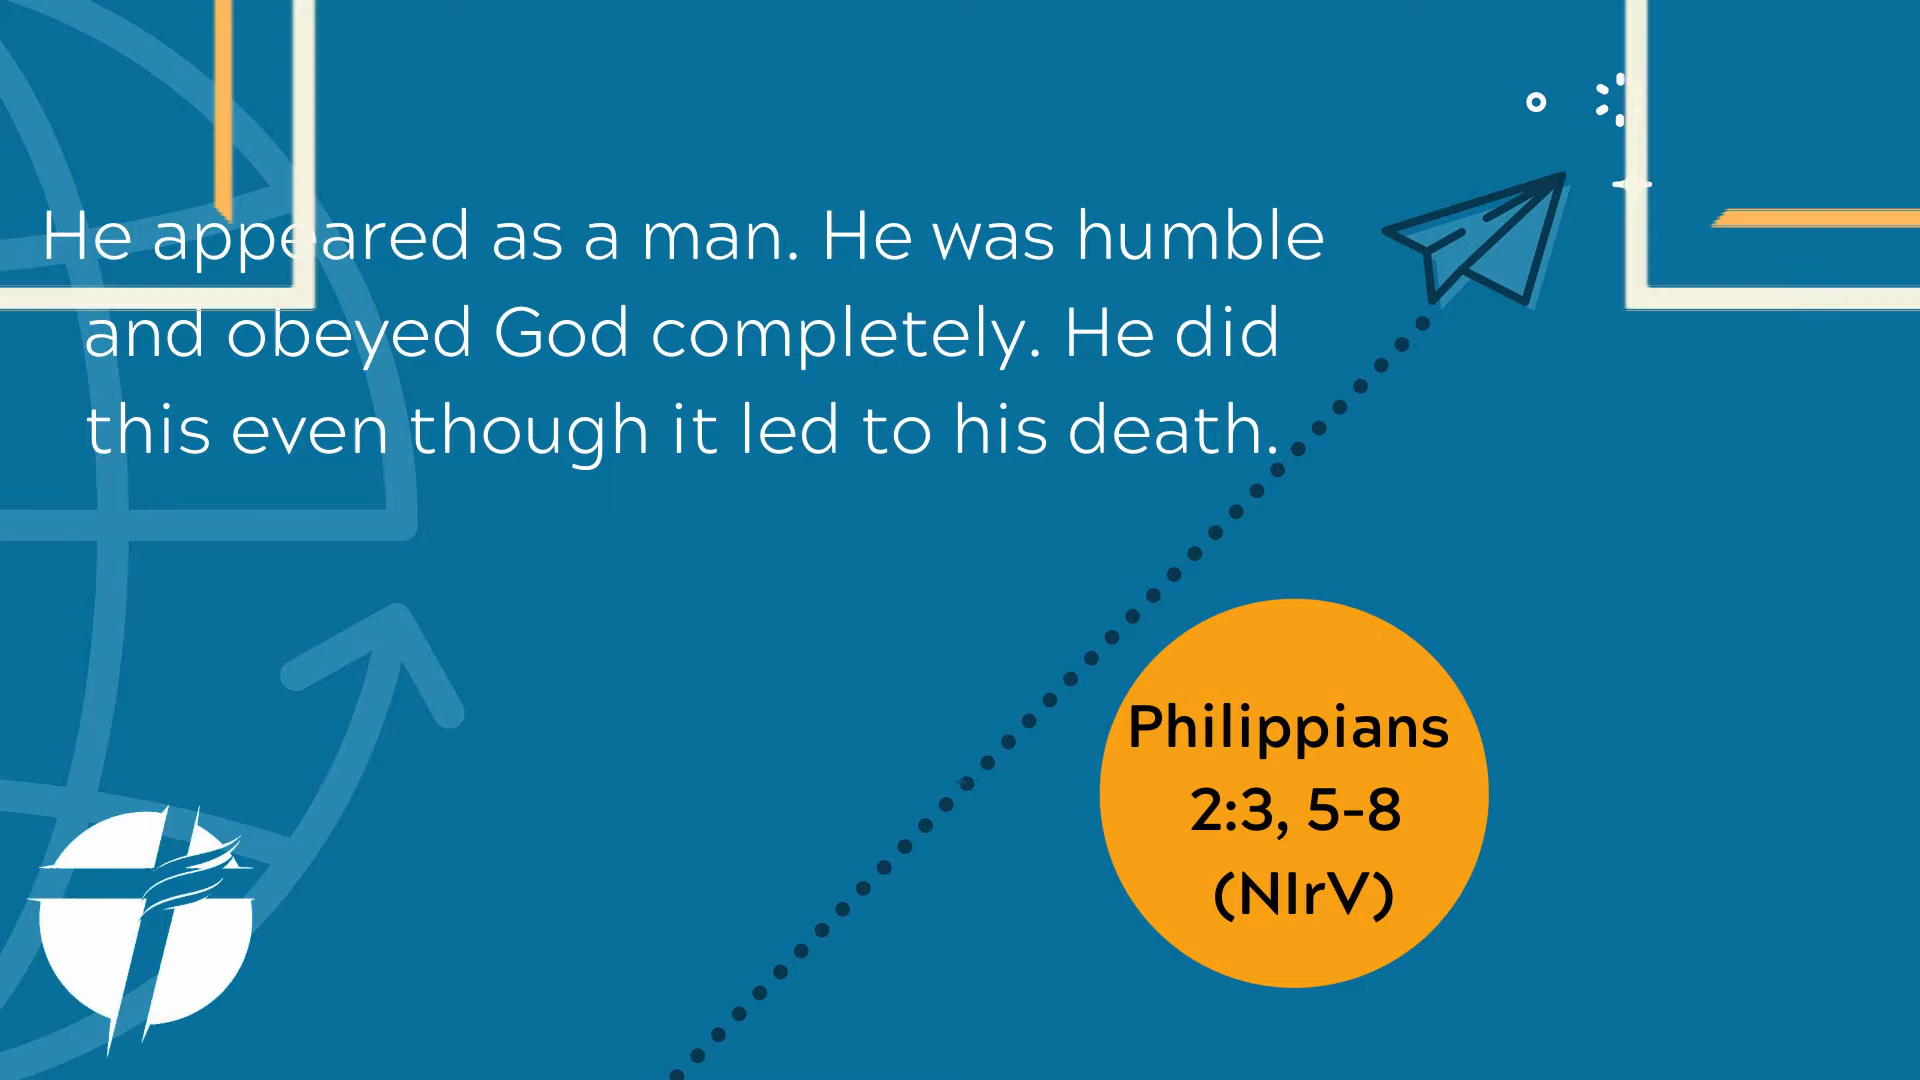 He appeared as a man. He was humble
and obeyed God completely. He did
this even though it led to his death.
Philippians
2:3, 5-8
(NIrV)